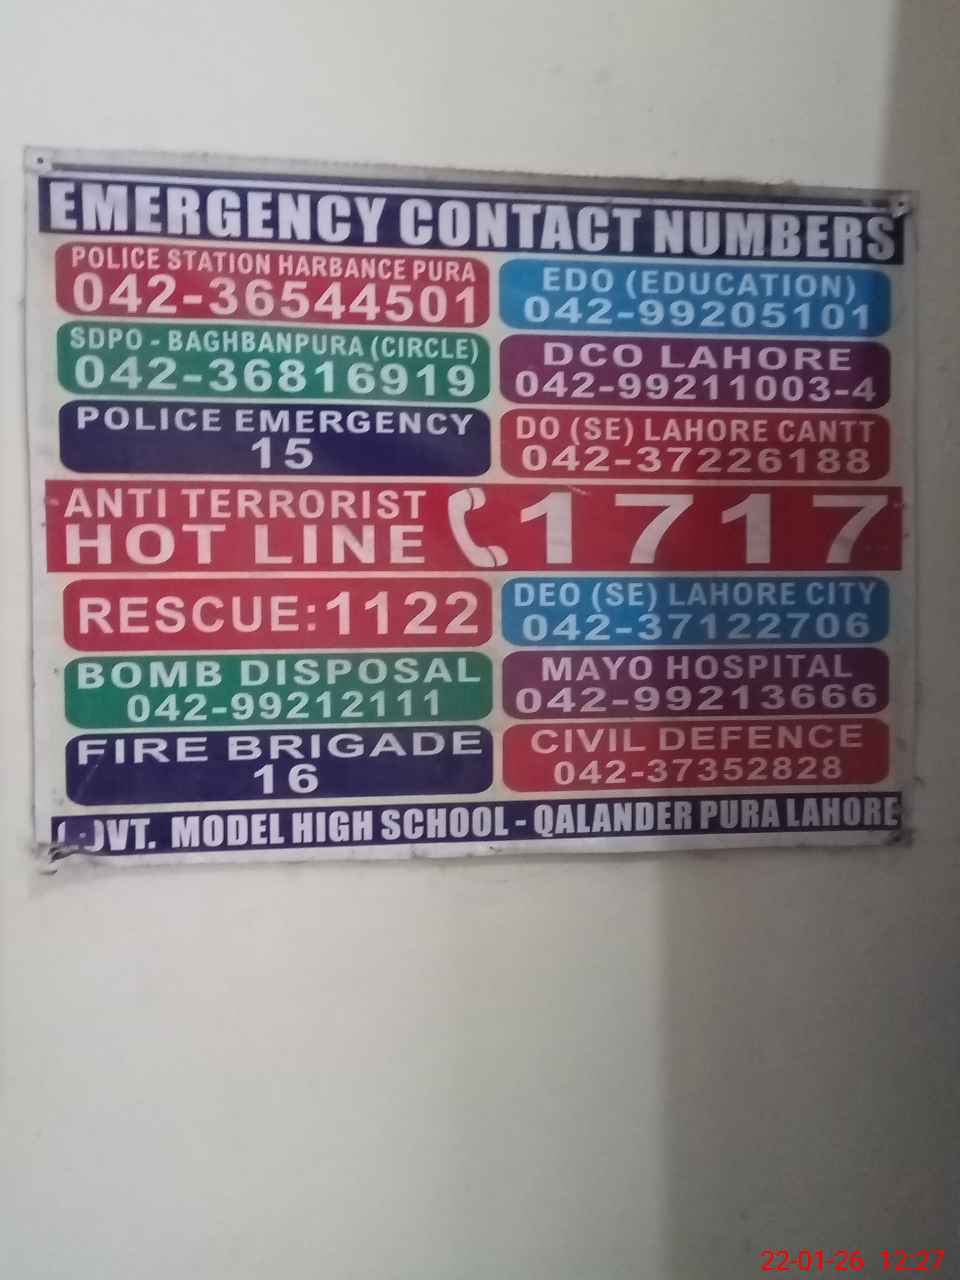 EMERGENCY CONTACT NUMBERS
POLICE STATION HARBANCE PURA
042-36544501
SDPO - BAGHBANPURA (CIRCLE)
042-36816919
POLICE EMERGENCY
15
EDO (EDUCATION)
042-99205101
DCO LAHORE
042-99211003-4
DO (SE) LAHORE CANTT
042-37226188
ANTI TERRORIST
HOT LINE
1717
RESCUE:1122
BOMB DISPOSAL
042-99212111
FIRE BRIGADE
16
DEO (SE) LAHORE CITY
042-37122706
MAYO HOSPITAL
042-99213666
CIVIL DEFENCE
042-37352828
MODEL HIGH SCHOOL - QALANDER PURA LAHORE
22-01-26 12:27